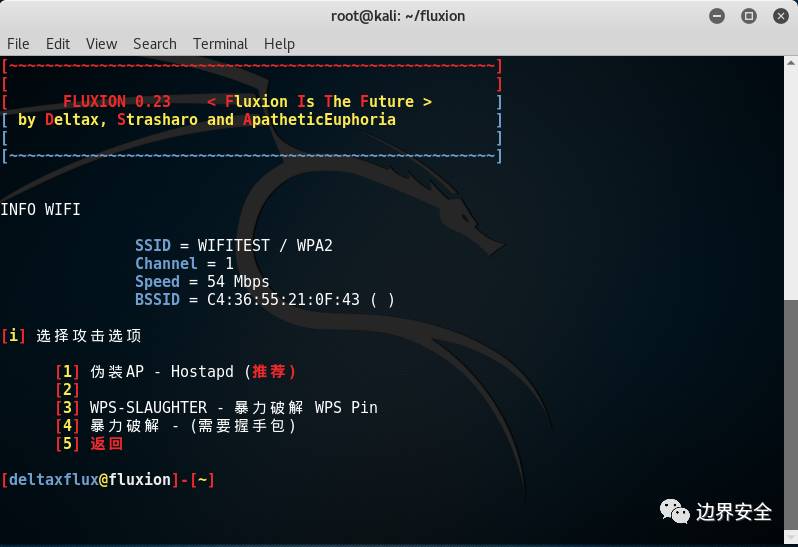 root@kali: ~/fluxion
File Edit View Search Terminal Help
[~~~~~~~~~~~~~~~~~~~~~~~~~~~~~~~~~~~~~~~~~~~~~~~~~~~~~~]
[ ]
[ FLUXION 0.23 < Fluxion Is The Future > ]
[ by Deltax, Strasharo and ApatheticEuphoria ]
[ ]
[~~~~~~~~~~~~~~~~~~~~~~~~~~~~~~~~~~~~~~~~~~~~~~~~~~~~~~]
INFO WIFI
SSID = WIFITEST / WPA2
Channel = 1
Speed = 54 Mbps
BSSID = C4:36:55:21:0F:43 ( )
[i] 选择攻击选项
[1] 伪装AP - Hostapd (推荐)
[2]
[3] WPS-SLAUGHTER - 暴力破解 WPS Pin
[4] 暴力破解 - (需要握手包)
[5] 返回
[deltaxflux@fluxion]-[~]
边界安全